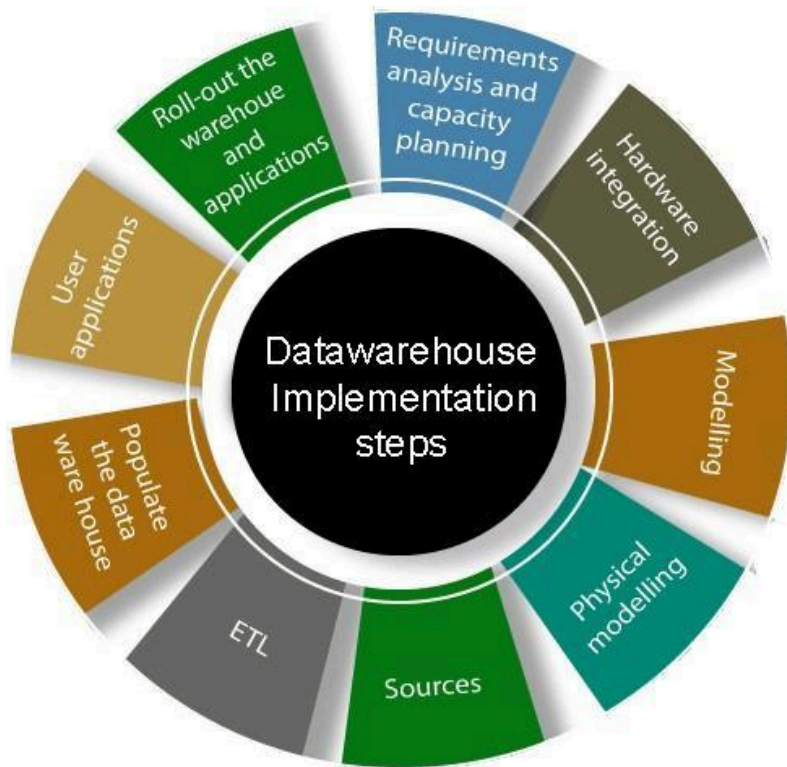 Requirements
analysis and
capacity
planning
Hardware
integration
Modelling
Physical
modelling
Sources
ETL
Populate
the data
ware house
User
applications
Roll-out the
warehoue
and
applications
Datawarehouse
Implementation
steps